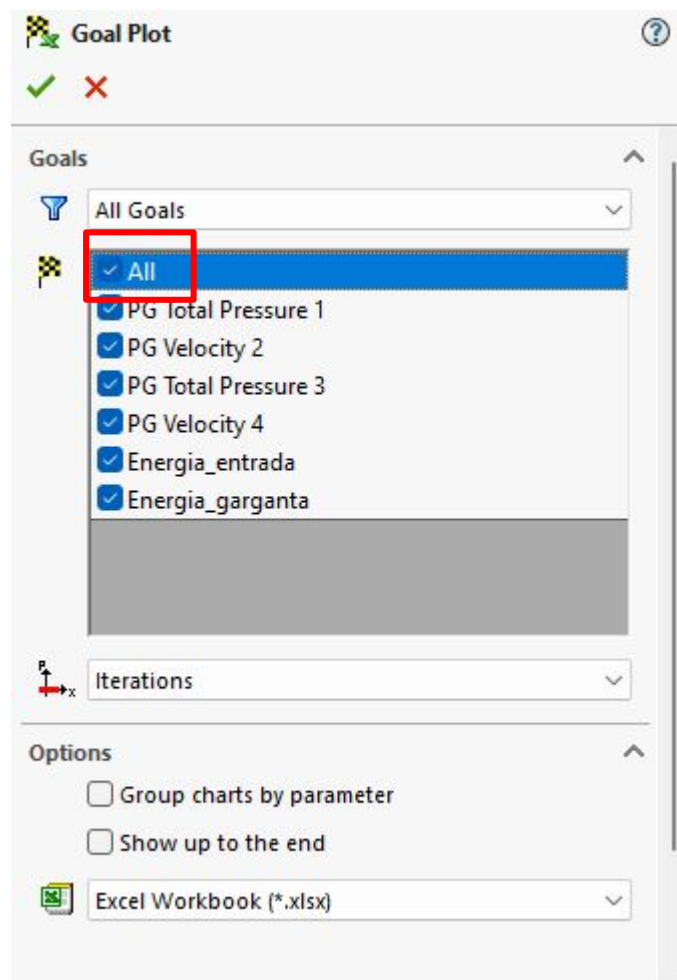 Goal Plot
Goals
All Goals
All
PG Total Pressure 1
PG Velocity 2
PG Total Pressure 3
PG Velocity 4
Energia_entrada
Energia_garganta
Iterations
Options
Group charts by parameter
Show up to the end
Excel Workbook (*.xlsx)